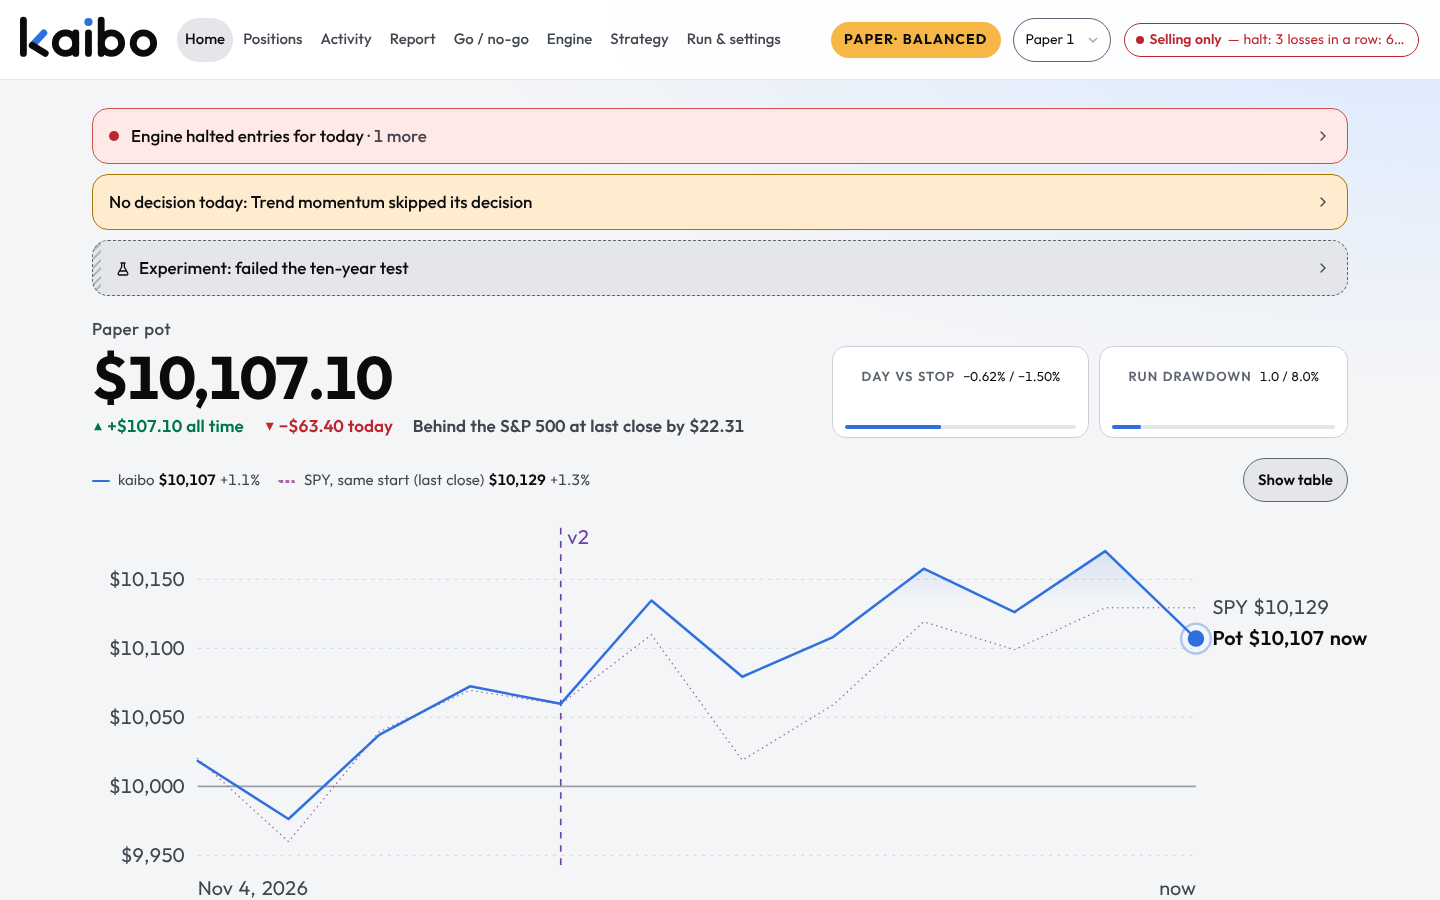 kaibo
Home Positions Activity Report Go / no-go Engine Strategy Run & settings
PAPER· BALANCED
Paper 1
Selling only — halt: 3 losses in a row: 6…
Engine halted entries for today · 1 more
No decision today: Trend momentum skipped its decision
Experiment: failed the ten-year test
Paper pot
$10,107.10
▲ +$107.10 all time ▼ −$63.40 today Behind the S&P 500 at last close by $22.31
DAY VS STOP −0.62% / −1.50%
RUN DRAWDOWN 1.0 / 8.0%
kaibo $10,107 +1.1% SPY, same start (last close) $10,129 +1.3%
Show table
v2
$10,150
$10,100
$10,050
$10,000
$9,950
SPY $10,129
Pot $10,107 now
Nov 4, 2026
now